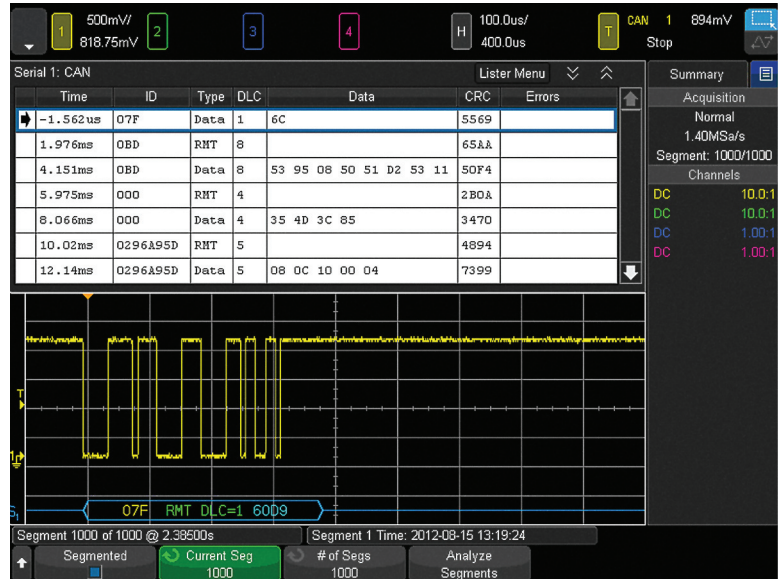 1 500mV/ 2 3 4 H 100.0us/ T CAN 1 894mV
818.75mV 400.0us Stop
Serial 1: CAN Lister Menu Summary
Time ID Type DLC Data CRC Errors
-1.562us 07F Data 1 6C 5569
1.976ms 0BD RMT 8 65AA
4.151ms 0BD Data 8 53 95 08 50 51 D2 53 11 50F4
5.975ms 000 RMT 4 2B0A
8.066ms 000 Data 4 35 4D 3C 85 3470
10.02ms 0296A95D RMT 5 4894
12.14ms 0296A95D Data 5 08 0C 10 00 04 7399
Acquisition
Normal
1.40MSa/s
Segment: 1000/1000
Channels
DC 10.0:1
DC 10.0:1
DC 1.00:1
DC 1.00:1
T
1
S1 07F RMT DLC=1 60D9
Segment 1000 of 1000 @ 2.38500s Segment 1 Time: 2012-08-15 13:19:24
Segmented Current Seg # of Segs Analyze
1000 1000 Segments